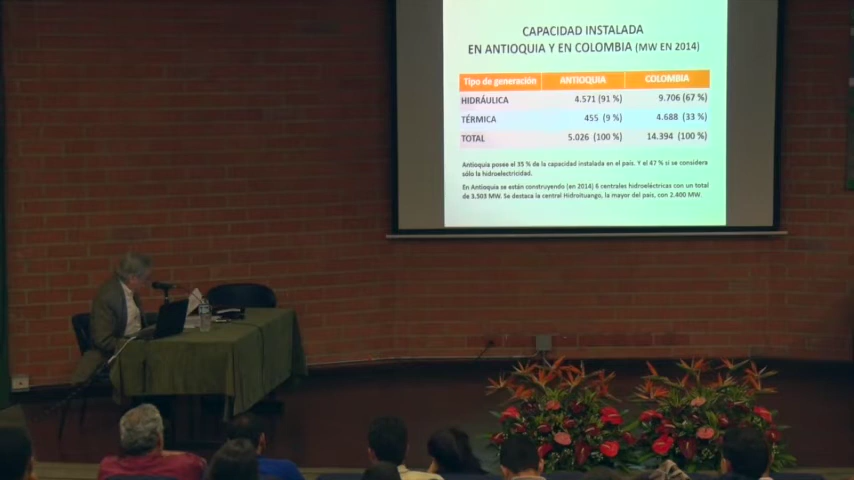 CAPACIDAD INSTALADA
EN ANTIOQUIA Y EN COLOMBIA (MW EN 2014)
Tipo de generación ANTIOQUIA COLOMBIA
HIDRÁULICA 4.571 (91 %) 9.706 (67 %)
TÉRMICA 455 (9 %) 4.688 (33 %)
TOTAL 5.026 (100 %) 14.394 (100 %)
Antioquia posee el 35 % de la capacidad instalada en el país. Y el 47 % si se considera
sólo la hidroelectricidad.
En Antioquia se están construyendo (en 2014) 6 centrales hidroeléctricas con un total
de 3.503 MW. Se destaca la central Hidroituango, la mayor del país, con 2.400 MW.